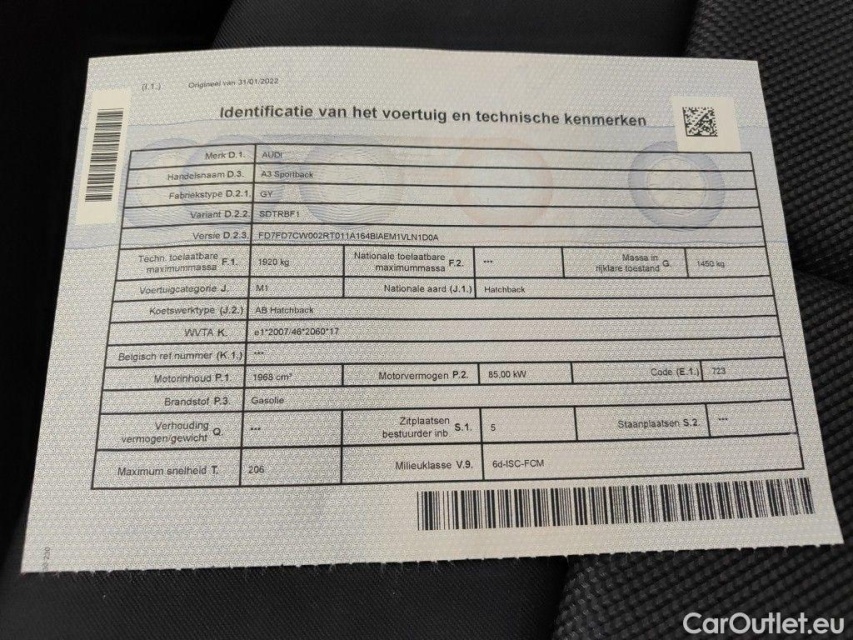 (I.1.) Origineel van 31/01/2022
Identificatie van het voertuig en technische kenmerken
Merk D.1. AUDI
Handelsnaam D.3. A3 Sportback
Fabriekstype D.2.1. GY
Variant D.2.2. SDTRBF1
Versie D.2.3. FD7FD7CW002RT011A164BIAEM1VLN1D0A
Techn. toelaatbare maximummassa F.1. 1920 kg Nationale toelaatbare maximummassa F.2. --- Massa in rijklare toestand G. 1450 kg
Voertuigcategorie J. M1 Nationale aard (J.1.) Hatchback
Koetswerktype (J.2.) AB Hatchback
WVTA K. e1*2007/46*2060*17
Belgisch ref nummer (K.1.) ---
Motorinhoud P.1. 1968 cm³ Motorvermogen P.2. 85,00 kW Code (E.1.) 723
Brandstof P.3. Gasolie
Verhouding vermogen/gewicht Q. --- Zitplaatsen bestuurder inb S.1. 5 Staanplaatsen S.2. ---
Maximum snelheid T. 206 Milieuklasse V.9. 6d-ISC-FCM
CarOutlet.eu